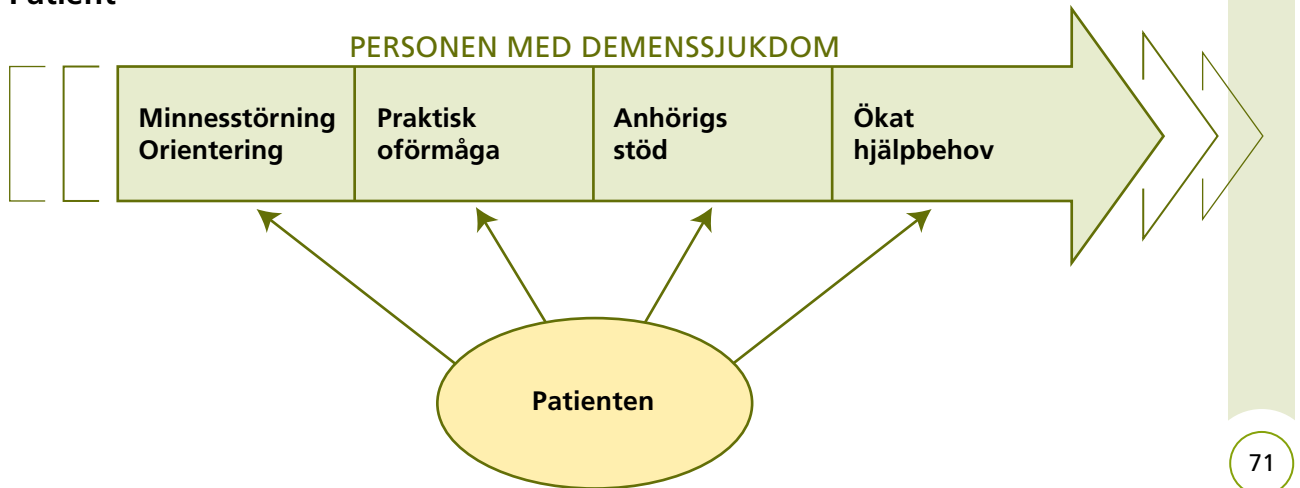 Patient
PERSONEN MED DEMENSSJUKDOM
Minnesstörning
Orientering
Praktisk
oförmåga
Anhörigs
stöd
Ökat
hjälpbehov
Patienten
71